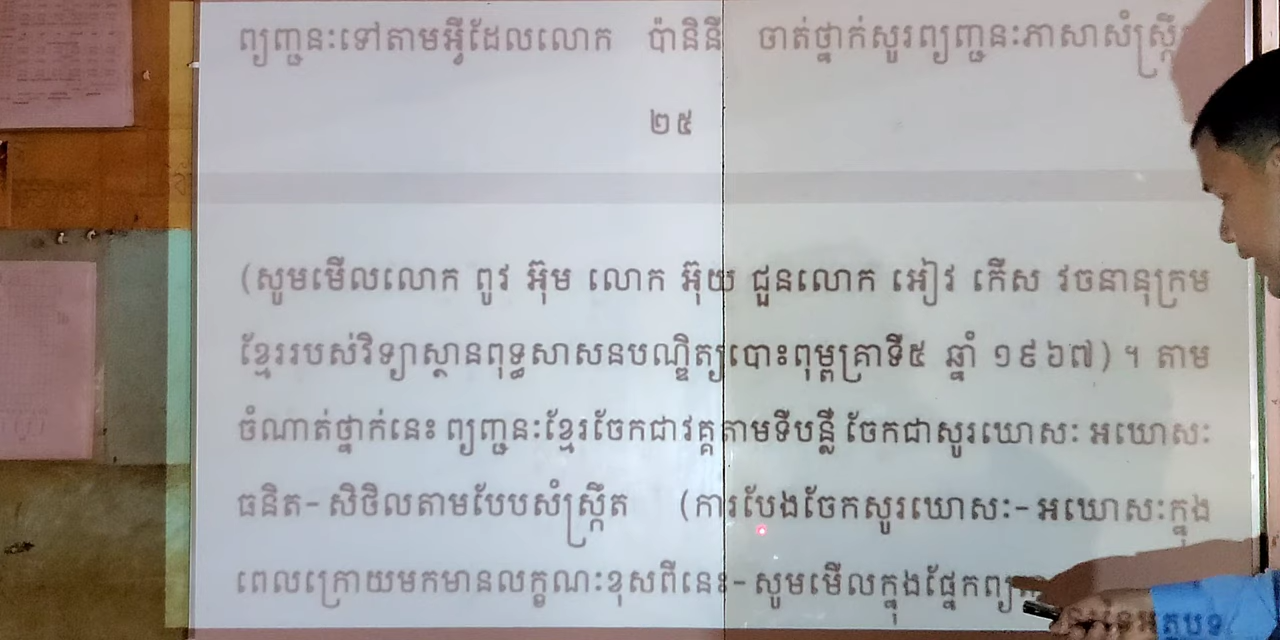 ព្យញ្ជនៈទៅតាមអ្វីដែលលោក ប៉ានិនី ចាត់ថ្នាក់សូរព្យញ្ជនៈភាសាសំស្ក្រឹត
២៥
(សូមមើលលោក ពូវ អ៊ុម លោក អ៊ុយ ជួនលោក អៀវ កើស វចនានុក្រម
ខ្មែររបស់វិទ្យាស្ថានពុទ្ធសាសនបណ្ឌិត្យបោះពុម្ពគ្រាទី៥ ឆ្នាំ ១៩៦៧) ។ តាម
ចំណាត់ថ្នាក់នេះ ព្យញ្ជនៈខ្មែរចែកជាវគ្គតាមទីបន្លឺ ចែកជាសូរឃោសៈ អឃោសៈ
ធនិត-សិថិលតាមបែបសំស្ក្រឹត (ការបែងចែកសូរឃោសៈ-អឃោសៈក្នុង
ពេលក្រោយមកមានលក្ខណៈខុសពីនេះ-សូមមើលក្នុងផ្នែកព្យ